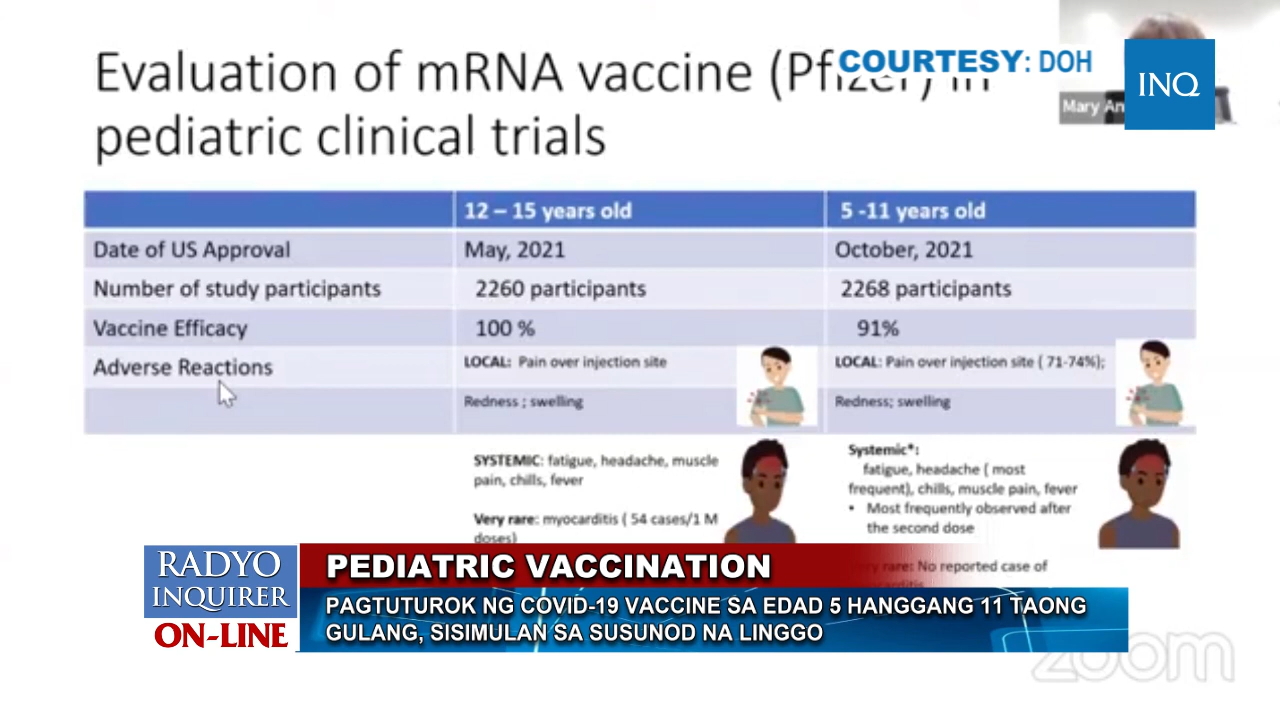 Evaluation of mRNA vaccine (Pfizer) in
pediatric clinical trials
COURTESY: DOH
INQ
Mary An
12 – 15 years old
5 -11 years old
Date of US Approval
May, 2021
October, 2021
Number of study participants
2260 participants
2268 participants
Vaccine Efficacy
100 %
91%
Adverse Reactions
LOCAL: Pain over injection site
LOCAL: Pain over injection site ( 71-74%);
Redness ; swelling
Redness; swelling
SYSTEMIC: fatigue, headache, muscle
pain, chills, fever
Very rare: myocarditis ( 54 cases/1 M
doses)
Systemic*:
fatigue, headache ( most
frequent), chills, muscle pain, fever
• Most frequently observed after
the second dose
rare: No reported case of
RADYO
INQUIRER
ON-LINE
PEDIATRIC VACCINATION
PAGTUTUROK NG COVID-19 VACCINE SA EDAD 5 HANGGANG 11 TAONG
GULANG, SISIMULAN SA SUSUNOD NA LINGGO
zoom